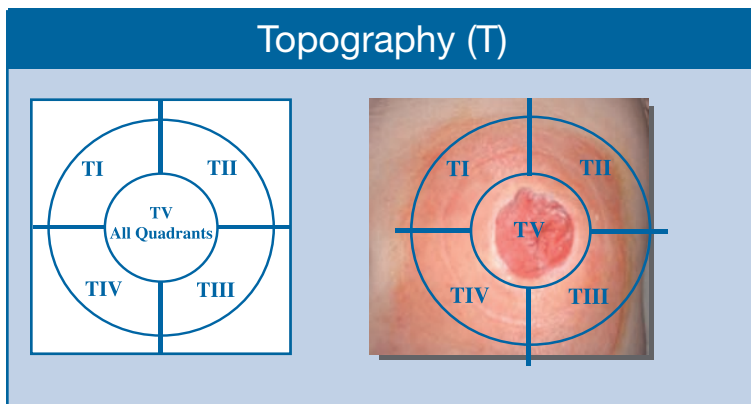 Topography (T)
TI
TII
TV
All Quadrants
TIV
TIII
TI
TII
TV
TIV
TIII